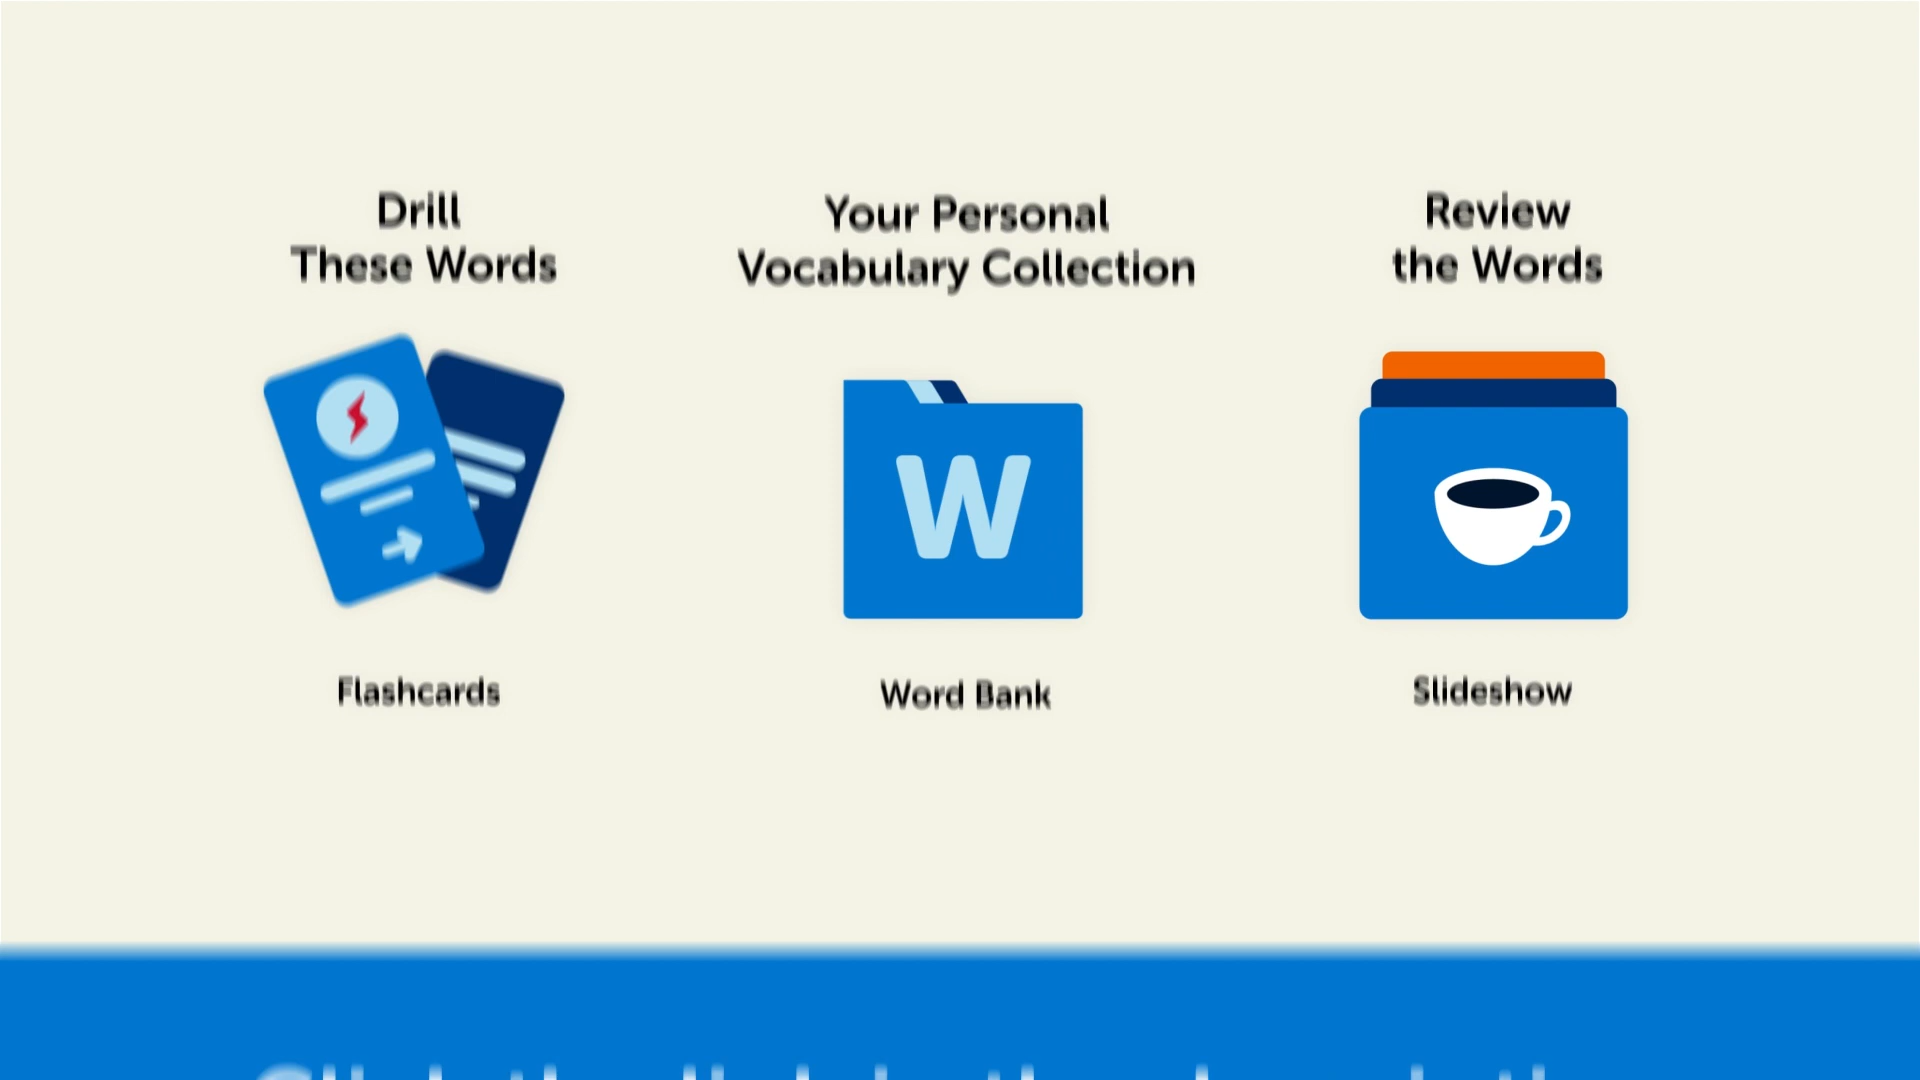 Drill
These Words
Your Personal
Vocabulary Collection
Review
the Words
W
Flashcards
Word Bank
Slideshow